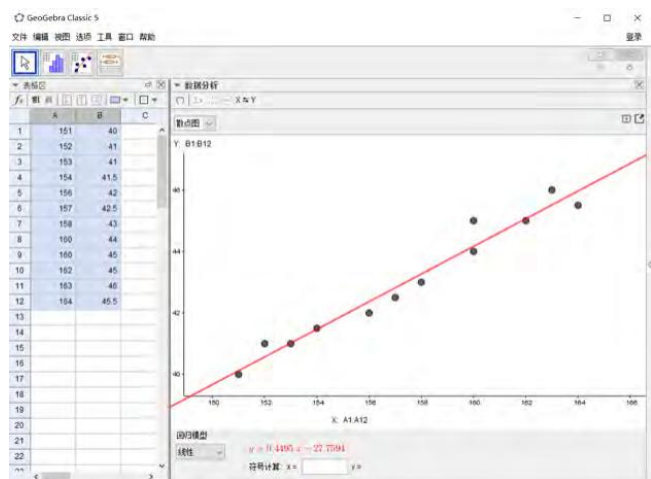 GeoGebra Classic 5
文件 编辑 视图 选项 工具 窗口 帮助
登录
表格区
数据分析
X⇆Y
散点图
A B C
Y: B1:B12
1 151 40
2 152 41
3 153 41
4 154 41.5
5 156 42
6 157 42.5
7 158 43
8 160 44
9 160 45
10 162 45
11 163 46
12 164 45.5
13
14
15
16
17
18
19
20
21
22
46
44
42
40
150 152 154 156 158 160 162 164 166
X: A1:A12
回归模型
线性
y = 0.4495 x − 27.7591
符号计算: x = y =